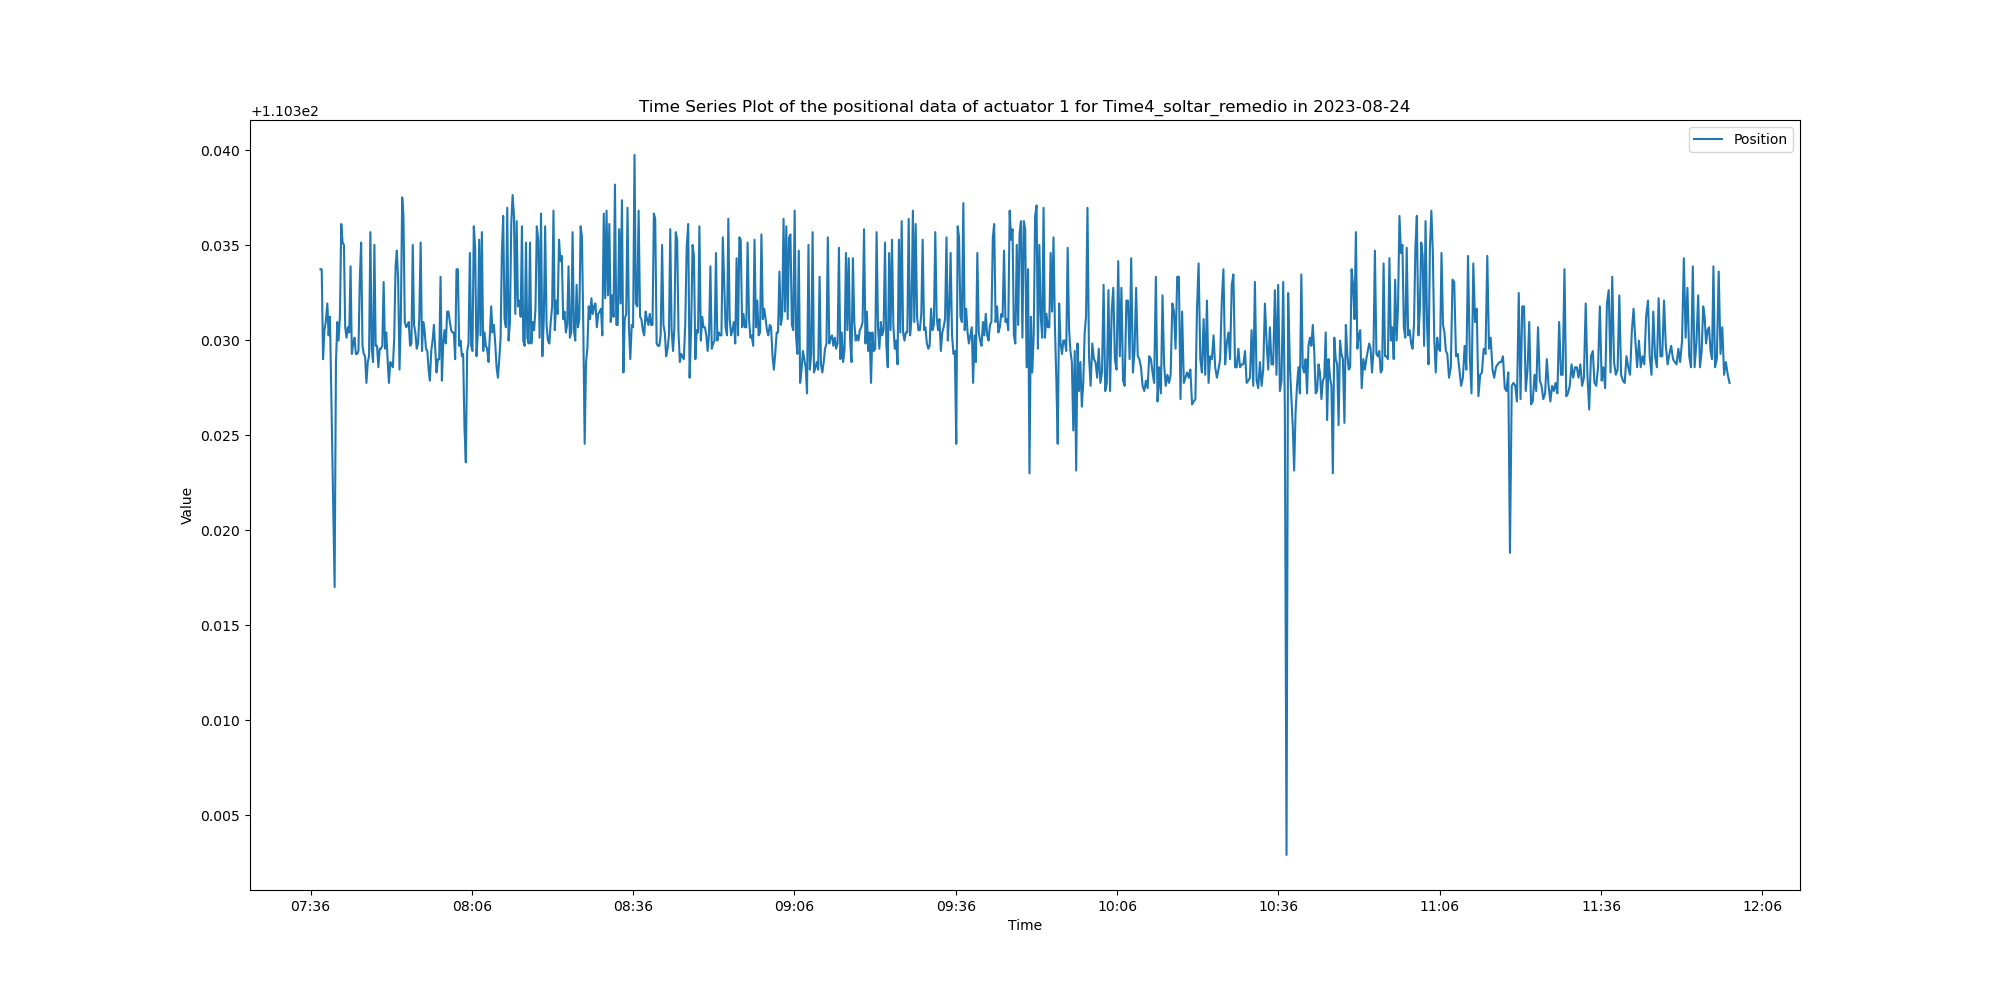 Time Series Plot of the positional data of actuator 1 for Time4_soltar_remedio in 2023-08-24
+1.103e2
Position
0.040
0.035
0.030
0.025
0.020
0.015
0.010
0.005
Value
07:36 08:06 08:36 09:06 09:36 10:06 10:36 11:06 11:36 12:06
Time